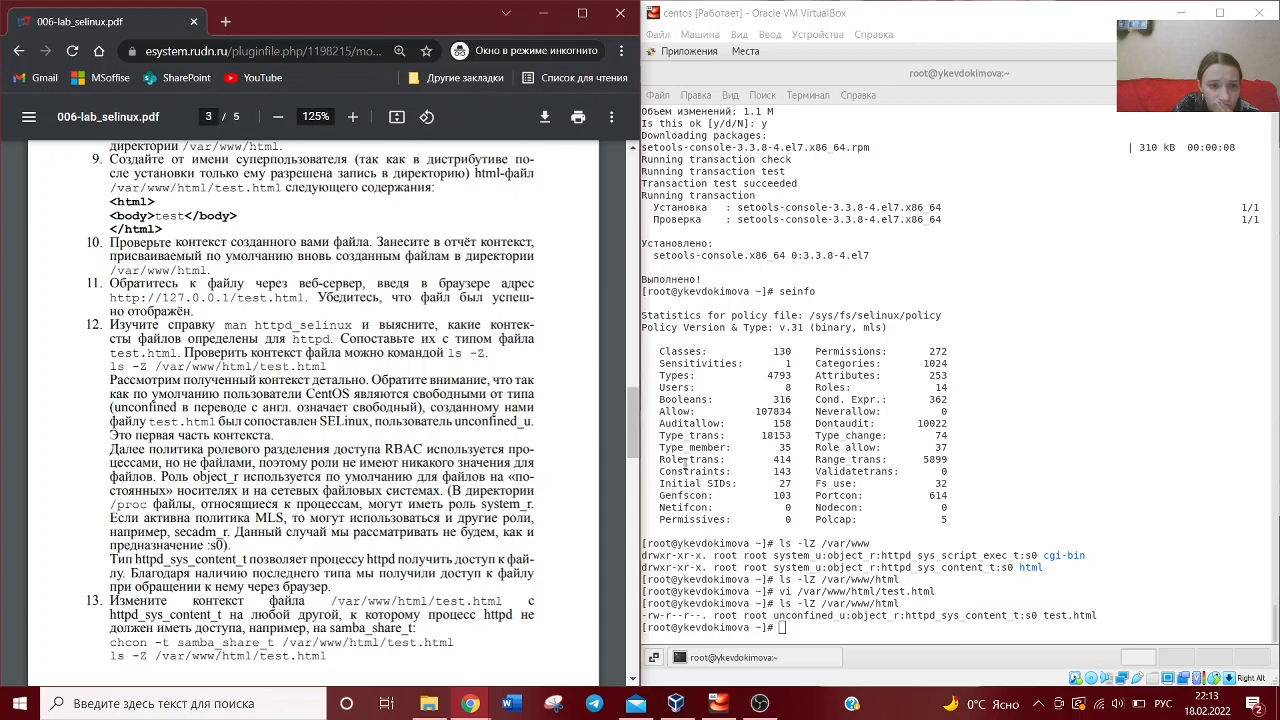 006-lab_selinux.pdf
esystem.rudn.ru/pluginfile.php/1198215/mo...
Окно в режиме инкогнито
Gmail
MSoffise
SharePoint
YouTube
Другие закладки
Список для чтения
006-lab_selinux.pdf
3 / 5
125%
директории /var/www/html.
9. Создайте от имени суперпользователя (так как в дистрибутиве по-
сле установки только ему разрешена запись в директорию) html-файл
/var/www/html/test.html следующего содержания:
<html>
<body>test</body>
</html>
10. Проверьте контекст созданного вами файла. Занесите в отчёт контекст,
присваиваемый по умолчанию вновь созданным файлам в директории
/var/www/html.
11. Обратитесь к файлу через веб-сервер, введя в браузере адрес
http://127.0.0.1/test.html. Убедитесь, что файл был успеш-
но отображён.
12. Изучите справку man httpd_selinux и выясните, какие контек-
сты файлов определены для httpd. Сопоставьте их с типом файла
test.html. Проверить контекст файла можно командой ls -Z.
ls -Z /var/www/html/test.html
Рассмотрим полученный контекст детально. Обратите внимание, что так
как по умолчанию пользователи CentOS являются свободными от типа
(unconfined в переводе с англ. означает свободный), созданному нами
файлу test.html был сопоставлен SELinux, пользователь unconfined_u.
Это первая часть контекста.
Далее политика ролевого разделения доступа RBAC используется про-
цессами, но не файлами, поэтому роли не имеют никакого значения для
файлов. Роль object_r используется по умолчанию для файлов на «по-
стоянных» носителях и на сетевых файловых системах. (В директории
/ргос файлы, относящиеся к процессам, могут иметь роль system_r.
Если активна политика MLS, то могут использоваться и другие роли,
например, secadm_r. Данный случай мы рассматривать не будем, как и
предназначение :s0).
Тип httpd_sys_content_t позволяет процессу httpd получить доступ к фай-
лу. Благодаря наличию последнего типа мы получили доступ к файлу
при обращении к нему через браузер.
13. Измените контекст файла /var/www/html/test.html с
httpd_sys_content_t на любой другой, к которому процесс httpd не
должен иметь доступа, например, на samba_share_t:
chcon -t samba_share_t /var/www/html/test.html
ls -Z /var/www/html/test.html
centos [Работает] - Oracle VM VirtualBox
Файл Машина Вид Ввод Устройства Справка
Приложения Места
root@ykevdokimova:~
Файл Правка Вид Поиск Терминал Справка
Объем изменений: 1.1 M
Is this ok [y/d/N]: y
Downloading packages:
setools-console-3.3.8-4.el7.x86_64.rpm | 310 kB 00:00:08
Running transaction check
Running transaction test
Transaction test succeeded
Running transaction
Установка : setools-console-3.3.8-4.el7.x86_64 1/1
Проверка : setools-console-3.3.8-4.el7.x86_64 1/1
Установлено:
setools-console.x86_64 0:3.3.8-4.el7
Выполнено!
[root@ykevdokimova ~]# seinfo
Statistics for policy file: /sys/fs/selinux/policy
Policy Version & Type: v.31 (binary, mls)
Classes: 130 Permissions: 272
Sensitivities: 1 Categories: 1024
Types: 4793 Attributes: 253
Users: 8 Roles: 14
Booleans: 316 Cond. Expr.: 362
Allow: 107834 Neverallow: 0
Auditallow: 158 Dontaudit: 10022
Type_trans: 18153 Type_change: 74
Type_member: 35 Role allow: 37
Role_trans: 414 Range_trans: 5899
Constraints: 143 Validatetrans: 0
Initial SIDs: 27 Fs_use: 32
Genfscon: 103 Portcon: 614
Netifcon: 0 Nodecon: 0
Permissives: 0 Polcap: 5
[root@ykevdokimova ~]# ls -lZ /var/www
drwxr-xr-x. root root system_u:object_r:httpd_sys_script_exec_t:s0 cgi-bin
drwxr-xr-x. root root system_u:object_r:httpd_sys_content_t:s0 html
[root@ykevdokimova ~]# ls -lZ /var/www/html
[root@ykevdokimova ~]# vi /var/www/html/test.html
[root@ykevdokimova ~]# ls -lZ /var/www/html
-rw-r--r--. root root unconfined_u:object_r:httpd_sys_content_t:s0 test.html
[root@ykevdokimova ~]#
root@ykevdokimova:~
Right Alt
Введите здесь текст для поиска
0°C Ясно
РУС
22:13
18.02.2022
2